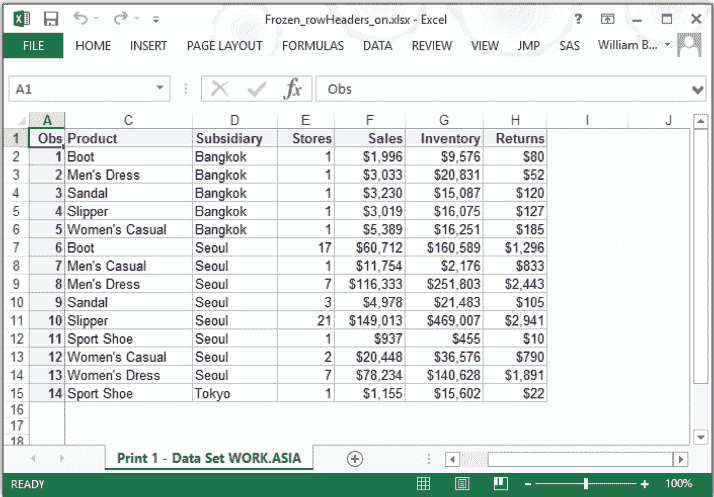 Frozen_rowHeaders_on.xlsx - Excel
?
FILE HOME INSERT PAGE LAYOUT FORMULAS DATA REVIEW VIEW JMP SAS William B...
A1 fx Obs
A C D E F G H I J
1 Obs Product Subsidiary Stores Sales Inventory Returns
2 1 Boot Bangkok 1 $1,996 $9,576 $80
3 2 Men's Dress Bangkok 1 $3,033 $20,831 $52
4 3 Sandal Bangkok 1 $3,230 $15,087 $120
5 4 Slipper Bangkok 1 $3,019 $16,075 $127
6 5 Women's Casual Bangkok 1 $5,389 $16,251 $185
7 6 Boot Seoul 17 $60,712 $160,589 $1,296
8 7 Men's Casual Seoul 1 $11,754 $2,176 $833
9 8 Men's Dress Seoul 7 $116,333 $251,803 $2,443
10 9 Sandal Seoul 3 $4,978 $21,483 $105
11 10 Slipper Seoul 21 $149,013 $469,007 $2,941
12 11 Sport Shoe Seoul 1 $937 $455 $10
13 12 Women's Casual Seoul 2 $20,448 $36,576 $790
14 13 Women's Dress Seoul 7 $78,234 $140,628 $1,891
15 14 Sport Shoe Tokyo 1 $1,155 $15,602 $22
16
17
18
Print 1 - Data Set WORK.ASIA
READY 100%